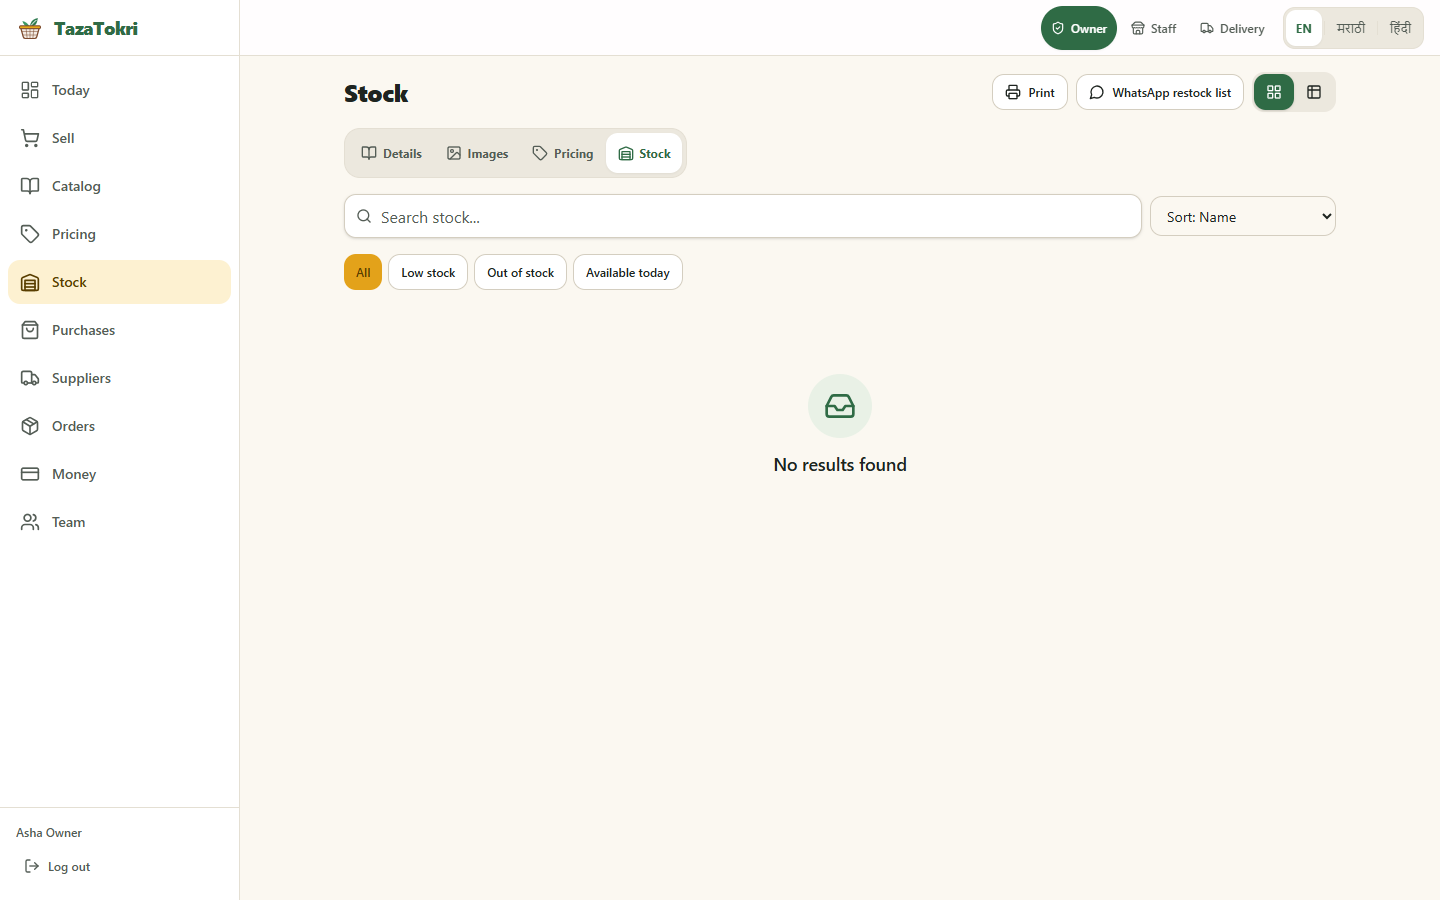 TazaTokri
Owner
Staff
Delivery
EN
मराठी
हिंदी
Today
Sell
Catalog
Pricing
Stock
Purchases
Suppliers
Orders
Money
Team
Asha Owner
Log out
Stock
Print
WhatsApp restock list
Details
Images
Pricing
Stock
Search stock...
Sort: Name
All
Low stock
Out of stock
Available today
No results found